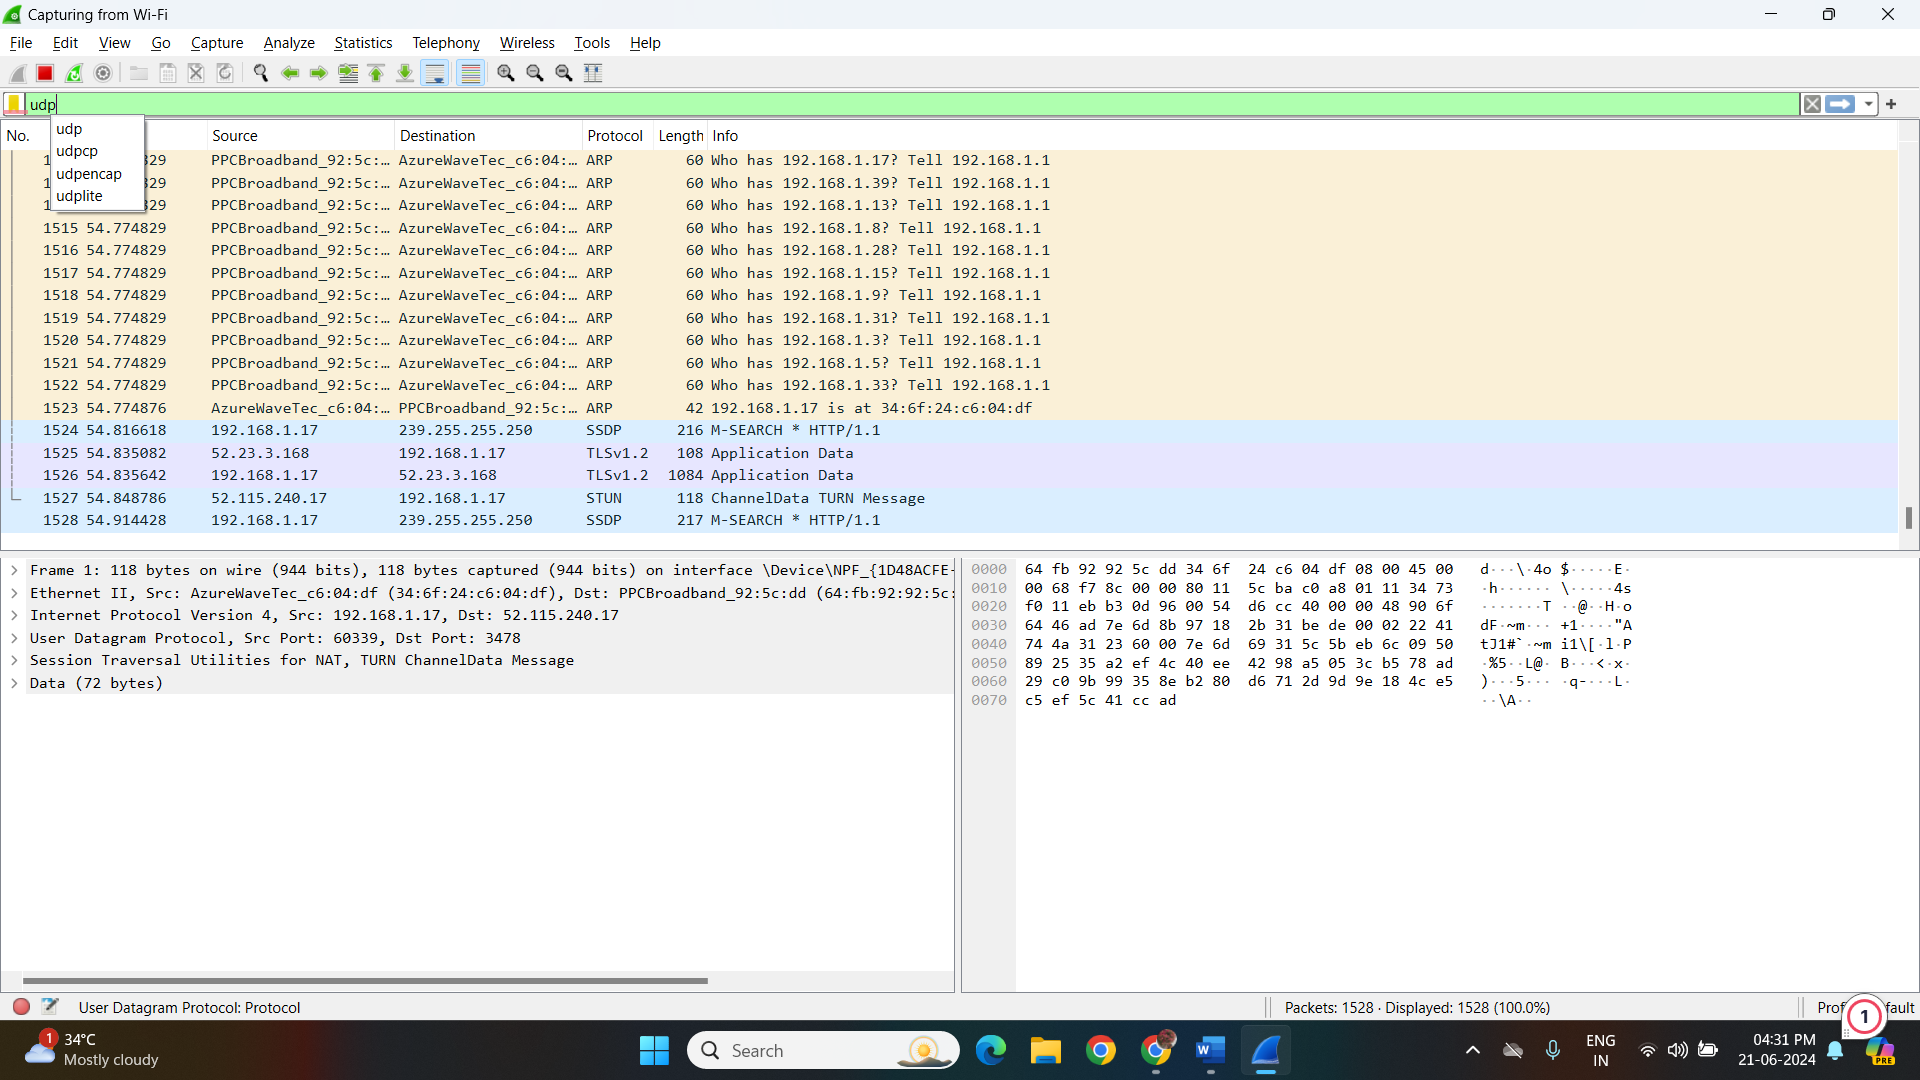 Capturing from Wi-Fi
File Edit View Go Capture Analyze Statistics Telephony Wireless Tools Help
udp
udp
udpcp
udpencap
udplite
No. Source Destination Protocol Length Info
PPCBroadband_92:5c:… AzureWaveTec_c6:04:… ARP 60 Who has 192.168.1.17? Tell 192.168.1.1
PPCBroadband_92:5c:… AzureWaveTec_c6:04:… ARP 60 Who has 192.168.1.39? Tell 192.168.1.1
PPCBroadband_92:5c:… AzureWaveTec_c6:04:… ARP 60 Who has 192.168.1.13? Tell 192.168.1.1
1515 54.774829 PPCBroadband_92:5c:… AzureWaveTec_c6:04:… ARP 60 Who has 192.168.1.8? Tell 192.168.1.1
1516 54.774829 PPCBroadband_92:5c:… AzureWaveTec_c6:04:… ARP 60 Who has 192.168.1.28? Tell 192.168.1.1
1517 54.774829 PPCBroadband_92:5c:… AzureWaveTec_c6:04:… ARP 60 Who has 192.168.1.15? Tell 192.168.1.1
1518 54.774829 PPCBroadband_92:5c:… AzureWaveTec_c6:04:… ARP 60 Who has 192.168.1.9? Tell 192.168.1.1
1519 54.774829 PPCBroadband_92:5c:… AzureWaveTec_c6:04:… ARP 60 Who has 192.168.1.31? Tell 192.168.1.1
1520 54.774829 PPCBroadband_92:5c:… AzureWaveTec_c6:04:… ARP 60 Who has 192.168.1.3? Tell 192.168.1.1
1521 54.774829 PPCBroadband_92:5c:… AzureWaveTec_c6:04:… ARP 60 Who has 192.168.1.5? Tell 192.168.1.1
1522 54.774829 PPCBroadband_92:5c:… AzureWaveTec_c6:04:… ARP 60 Who has 192.168.1.33? Tell 192.168.1.1
1523 54.774876 AzureWaveTec_c6:04:… PPCBroadband_92:5c:… ARP 42 192.168.1.17 is at 34:6f:24:c6:04:df
1524 54.816618 192.168.1.17 239.255.255.250 SSDP 216 M-SEARCH * HTTP/1.1
1525 54.835082 52.23.3.168 192.168.1.17 TLSv1.2 108 Application Data
1526 54.835642 192.168.1.17 52.23.3.168 TLSv1.2 1084 Application Data
1527 54.848786 52.115.240.17 192.168.1.17 STUN 118 ChannelData TURN Message
1528 54.914428 192.168.1.17 239.255.255.250 SSDP 217 M-SEARCH * HTTP/1.1
Frame 1: 118 bytes on wire (944 bits), 118 bytes captured (944 bits) on interface \Device\NPF_{1D48ACFE-
Ethernet II, Src: AzureWaveTec_c6:04:df (34:6f:24:c6:04:df), Dst: PPCBroadband_92:5c:dd (64:fb:92:92:5c:
Internet Protocol Version 4, Src: 192.168.1.17, Dst: 52.115.240.17
User Datagram Protocol, Src Port: 60339, Dst Port: 3478
Session Traversal Utilities for NAT, TURN ChannelData Message
Data (72 bytes)
0000 64 fb 92 92 5c dd 34 6f 24 c6 04 df 08 00 45 00 d···\·4o $·····E·
0010 00 68 f7 8c 00 00 80 11 5c ba c0 a8 01 11 34 73 ·h······ \·····4s
0020 f0 11 eb b3 0d 96 00 54 d6 cc 40 00 00 48 90 6f ·······T ··@··H·o
0030 64 46 ad 7e 6d 8b 97 18 2b 31 be de 00 02 22 41 dF·~m··· +1····"A
0040 74 4a 31 23 60 00 7e 6d 69 31 5c 5b eb 6c 09 50 tJ1#`·~m i1\[·l·P
0050 89 25 35 a2 ef 4c 40 ee 42 98 a5 05 3c b5 78 ad ·%5··L@· B···<·x·
0060 29 c0 9b 99 35 8e b2 80 d6 71 2d 9d 9e 18 4c e5 )···5··· ·q-···L·
0070 c5 ef 5c 41 cc ad ··\A··
User Datagram Protocol: Protocol
Packets: 1528 · Displayed: 1528 (100.0%)
1
1
34°C
Mostly cloudy
Search
ENG
IN
04:31 PM
21-06-2024
PRE